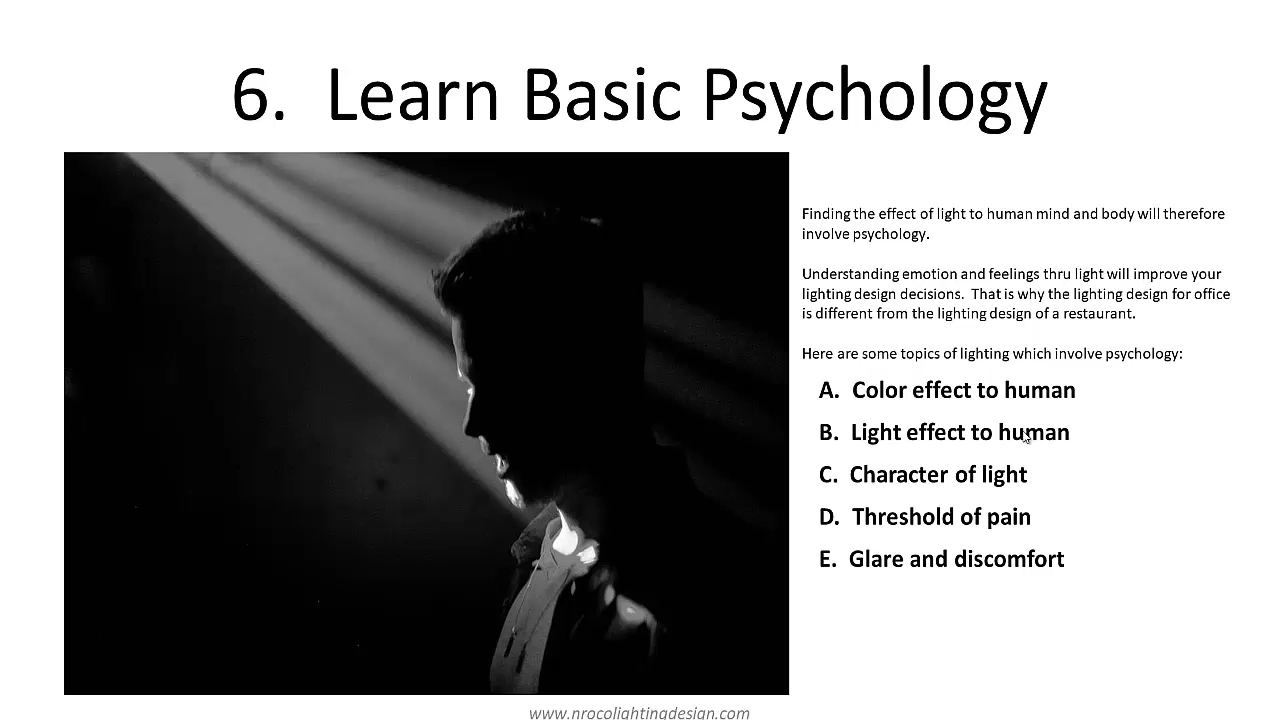 6. Learn Basic Psychology
Finding the effect of light to human mind and body will therefore
involve psychology.
Understanding emotion and feelings thru light will improve your
lighting design decisions. That is why the lighting design for office
is different from the lighting design of a restaurant.
Here are some topics of lighting which involve psychology:
A. Color effect to human
B. Light effect to human
C. Character of light
D. Threshold of pain
E. Glare and discomfort
www.nrocolightingdesign.com